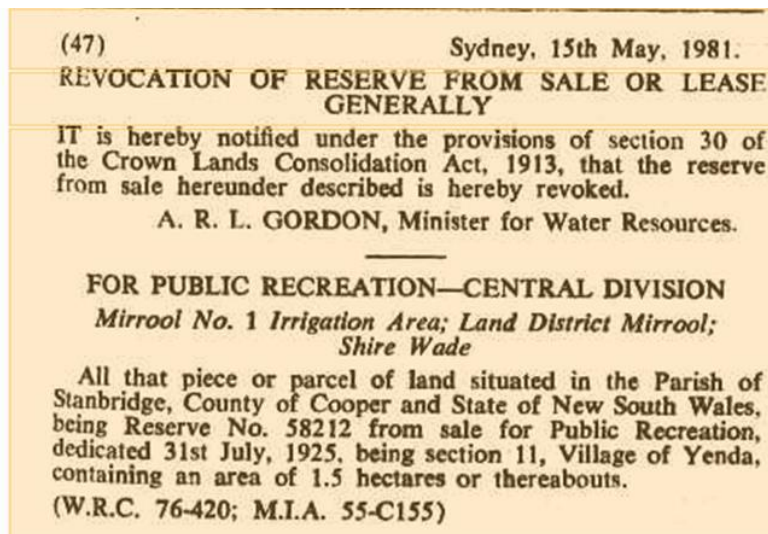 (47) Sydney, 15th May, 1981.
REVOCATION OF RESERVE FROM SALE OR LEASE
GENERALLY
IT is hereby notified under the provisions of section 30 of
the Crown Lands Consolidation Act, 1913, that the reserve
from sale hereunder described is hereby revoked.
A. R. L. GORDON, Minister for Water Resources.
FOR PUBLIC RECREATION—CENTRAL DIVISION
Mirrool No. 1 Irrigation Area; Land District Mirrool;
Shire Wade
All that piece or parcel of land situated in the Parish of
Stanbridge, County of Cooper and State of New South Wales,
being Reserve No. 58212 from sale for Public Recreation,
dedicated 31st July, 1925, being section 11, Village of Yenda,
containing an area of 1.5 hectares or thereabouts.
(W.R.C. 76-420; M.I.A. 55-C155)